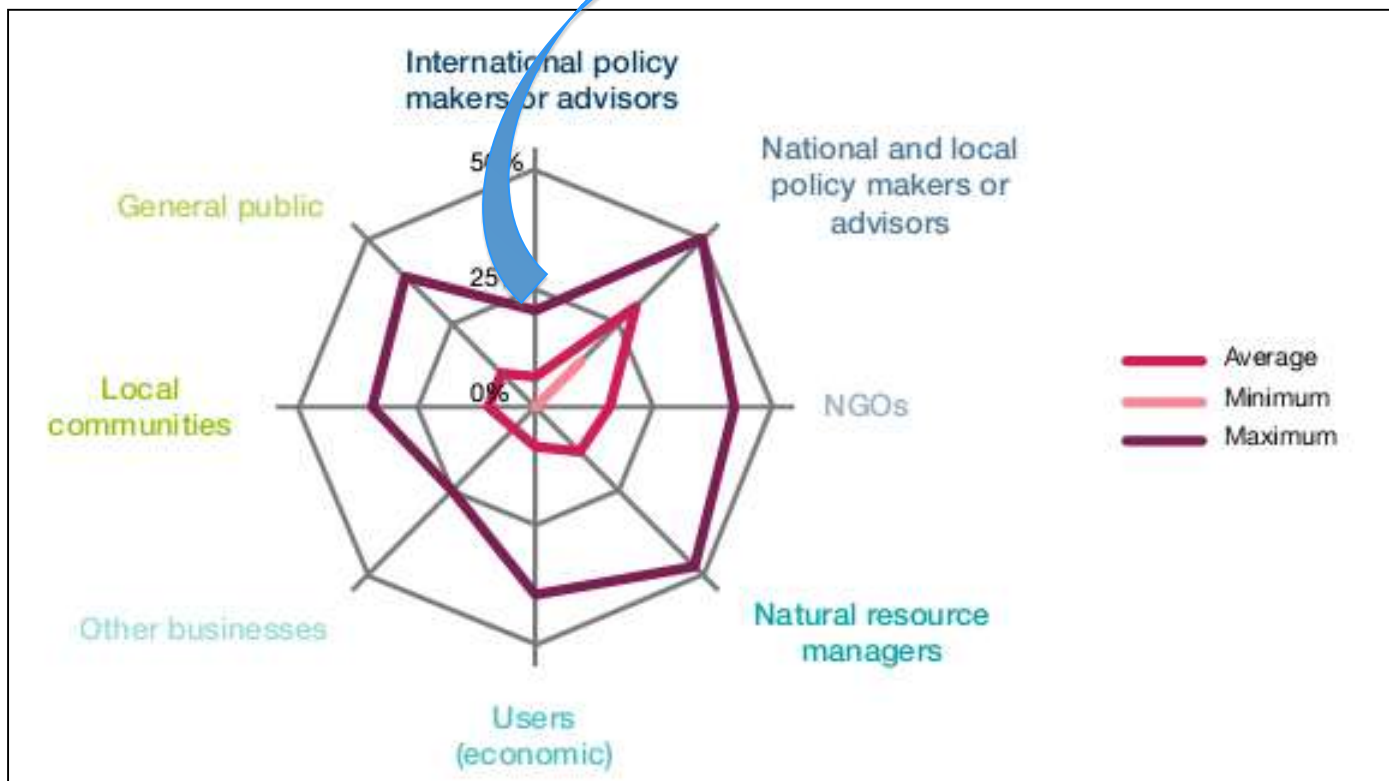 International policy
makers or advisors
50%
National and local
policy makers or
advisors
General public
25%
Average
Minimum
Maximum
0%
Local
communities
NGOs
Natural resource
managers
Other businesses
Users
(economic)